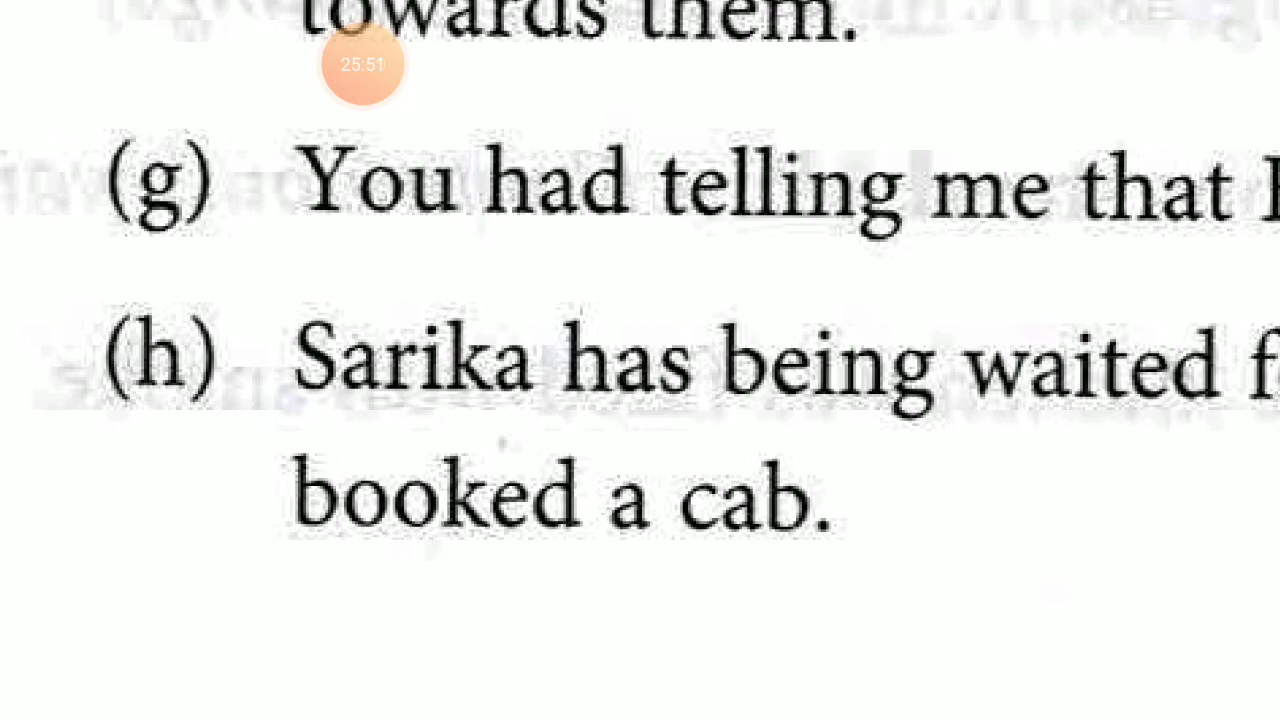 towards them.
25:51
(g) You had telling me that
(h) Sarika has being waited
booked a cab.